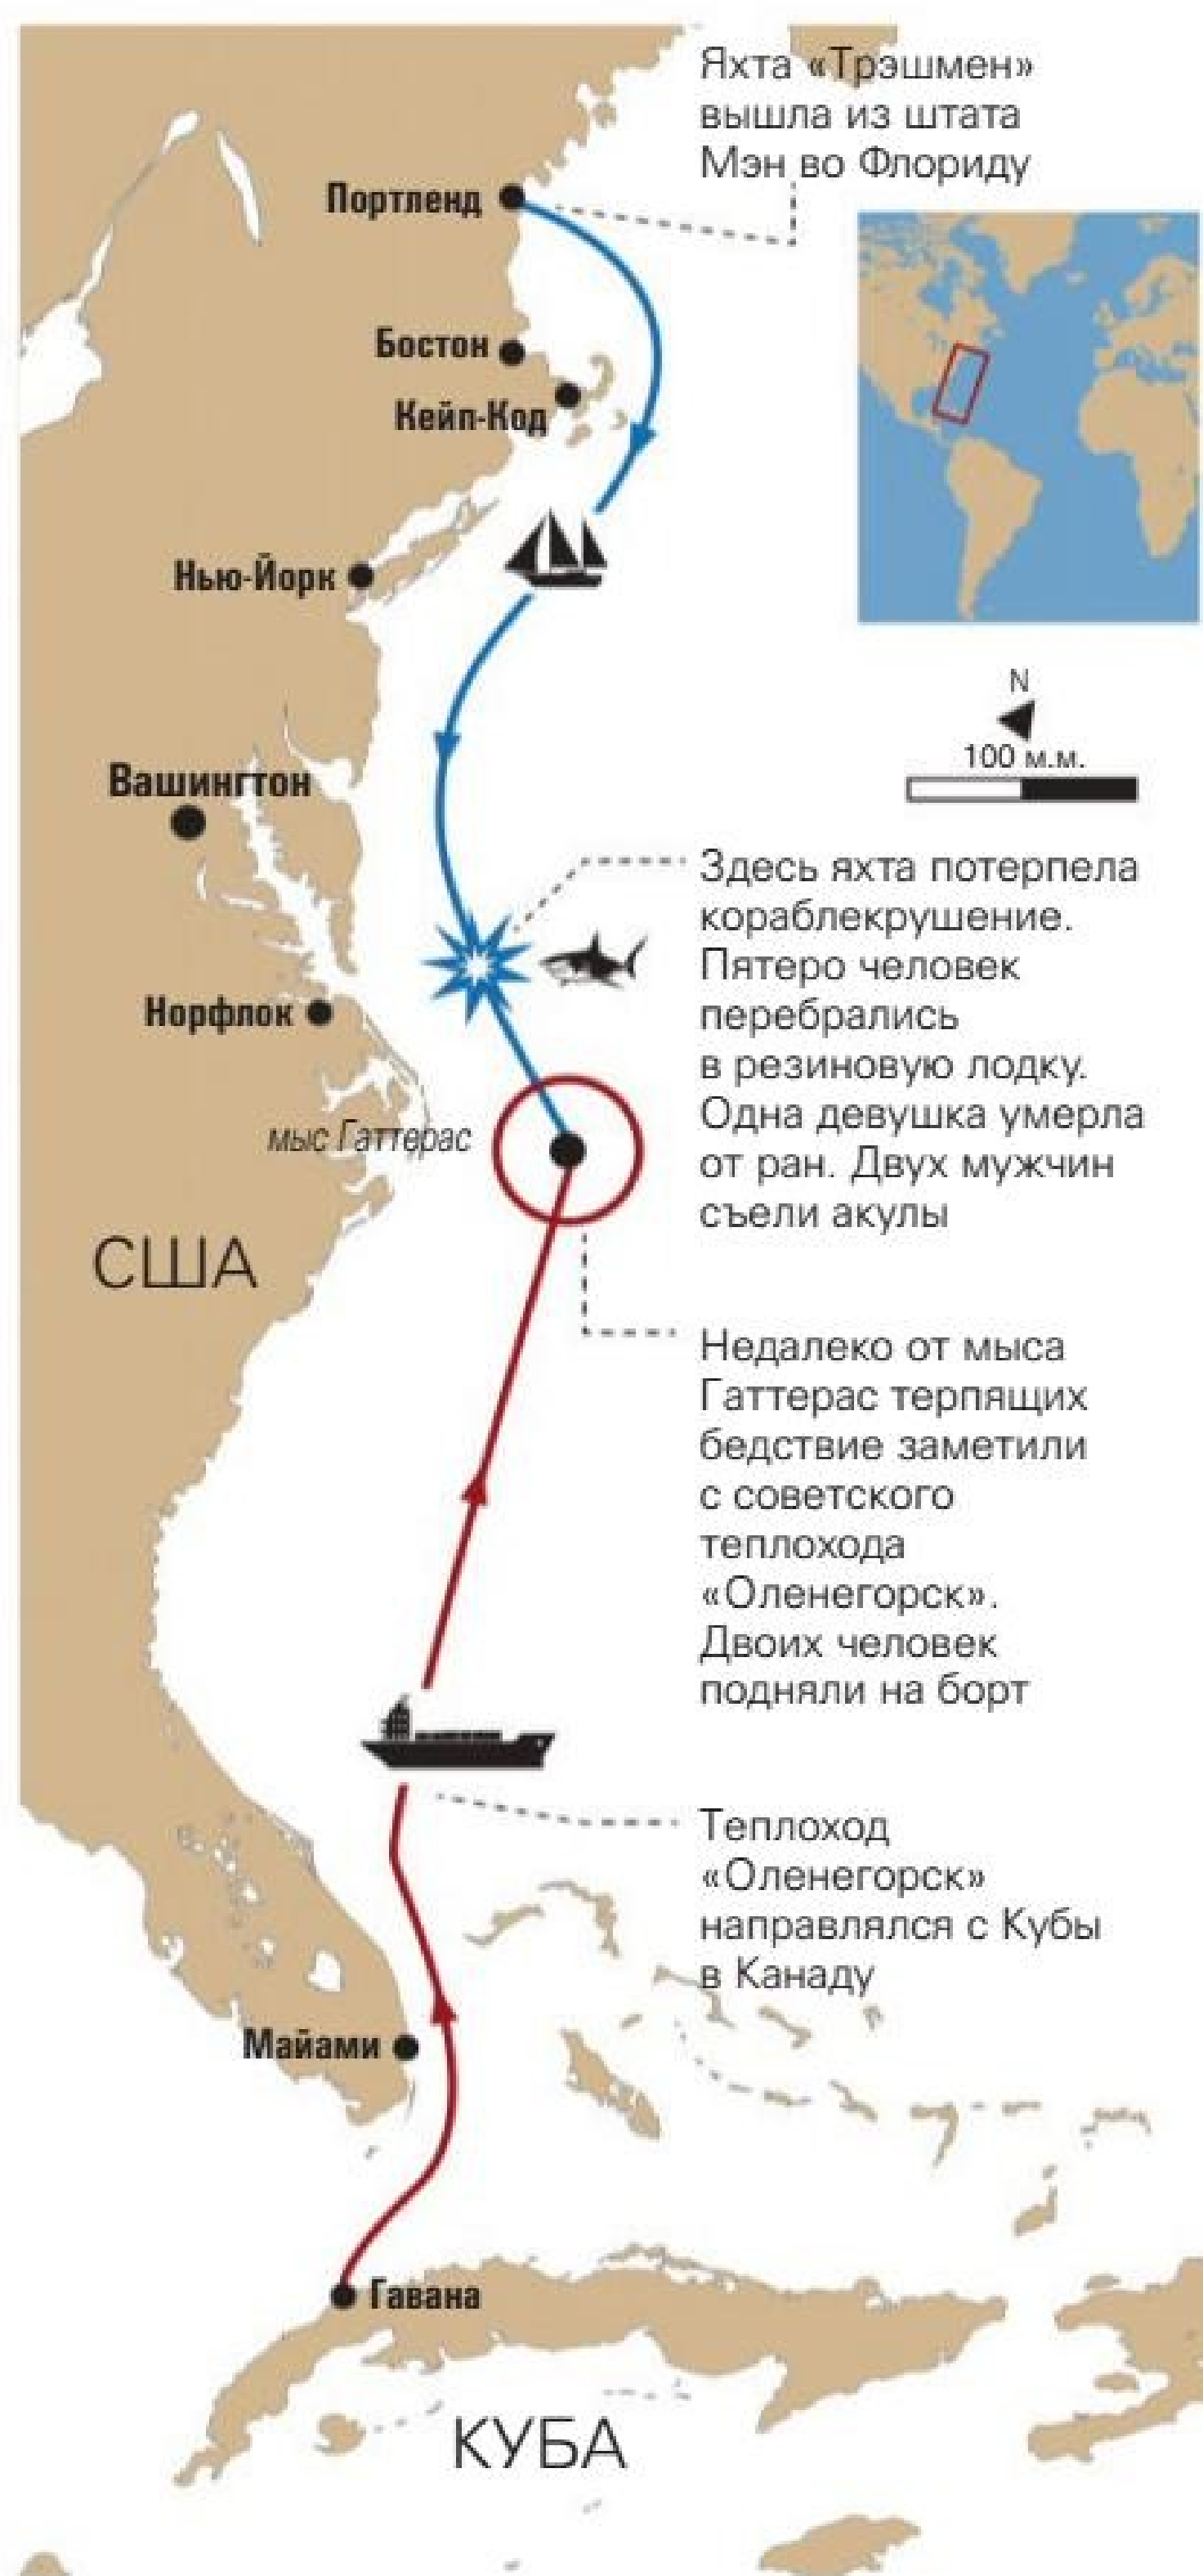 Яхта «Трэшмен»
вышла из штата
Мэн во Флориду
Портленд
Бостон
Кейп-Код
Нью-Йорк
N
100 м.м.
Вашингтон
Здесь яхта потерпела
кораблекрушение.
Пятеро человек
перебрались
в резиновую лодку.
Одна девушка умерла
от ран. Двух мужчин
съели акулы
Норфлок
мыс Гаттерас
США
Недалеко от мыса
Гаттерас терпящих
бедствие заметили
с советского
теплохода
«Оленегорск».
Двоих человек
подняли на борт
Теплоход
«Оленегорск»
направлялся с Кубы
в Канаду
Майами
Гавана
КУБА